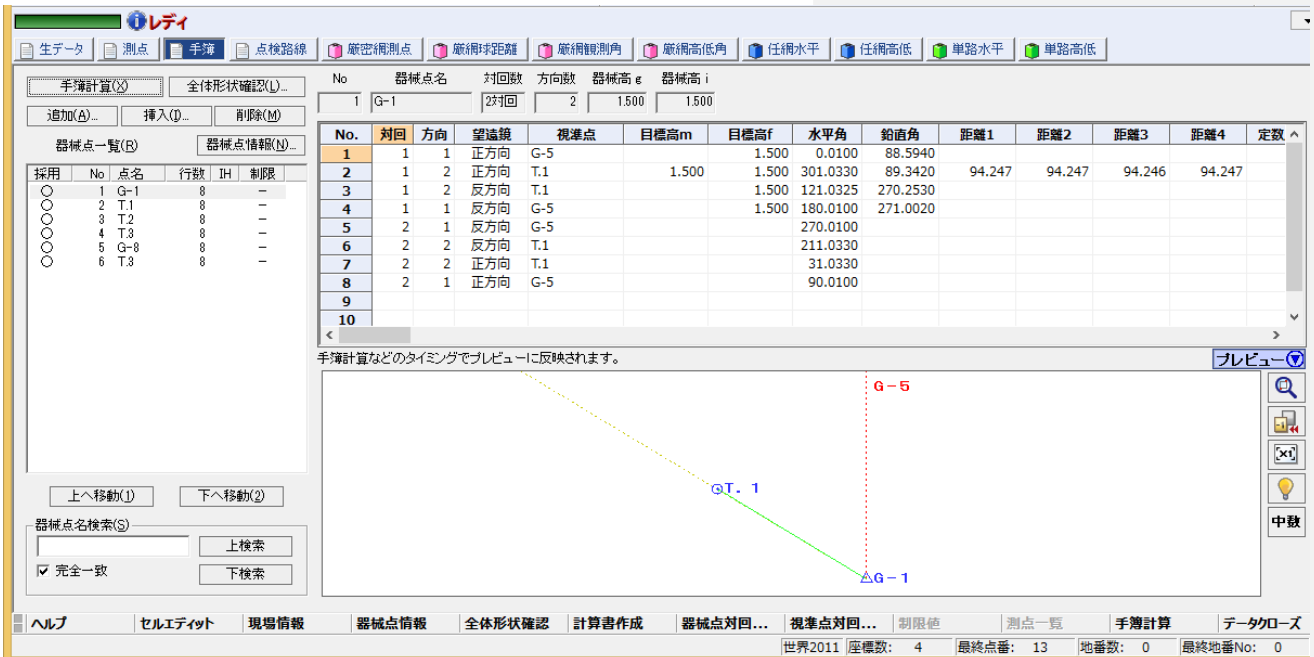 レディ
生データ 測点 手簿 点検路線 厳密網測点 厳網球距離 厳網観測角 厳網高低角 任網水平 任網高低 単路水平 単路高低
手簿計算(X) 全体形状確認(L)...
追加(A)... 挿入(I)... 削除(M)
器械点一覧(R) 器械点情報(N)...
採用 No 点名 行数 IH 制限
○ 1 G-1 8 −
○ 2 T.1 8 −
○ 3 T.2 8 −
○ 4 T.3 8 −
○ 5 G-8 8 −
○ 6 T.3 8 −
上へ移動(1) 下へ移動(2)
器械点名検索(S)
上検索
完全一致 下検索
No 器械点名 対回数 方向数 器械高g 器械高i
1 G-1 2対回 2 1.500 1.500
No. 対回 方向 望遠鏡 視準点 目標高m 目標高f 水平角 鉛直角 距離1 距離2 距離3 距離4 定数
1 1 1 正方向 G-5 1.500 0.0100 88.5940
2 1 2 正方向 T.1 1.500 1.500 301.0330 89.3420 94.247 94.247 94.246 94.247
3 1 2 反方向 T.1 1.500 121.0325 270.2530
4 1 1 反方向 G-5 1.500 180.0100 271.0020
5 2 1 反方向 G-5 270.0100
6 2 2 反方向 T.1 211.0330
7 2 2 正方向 T.1 31.0330
8 2 1 正方向 G-5 90.0100
9
10
手簿計算などのタイミングでプレビューに反映されます。 プレビュー
G-5
T. 1
G-1
中数
ヘルプ セルエディット 現場情報 器械点情報 全体形状確認 計算書作成 器械点対回... 視準点対回... 制限値 測点一覧 手簿計算 データクローズ
世界2011 座標数: 4 最終点番: 13 地番数: 0 最終地番No: 0